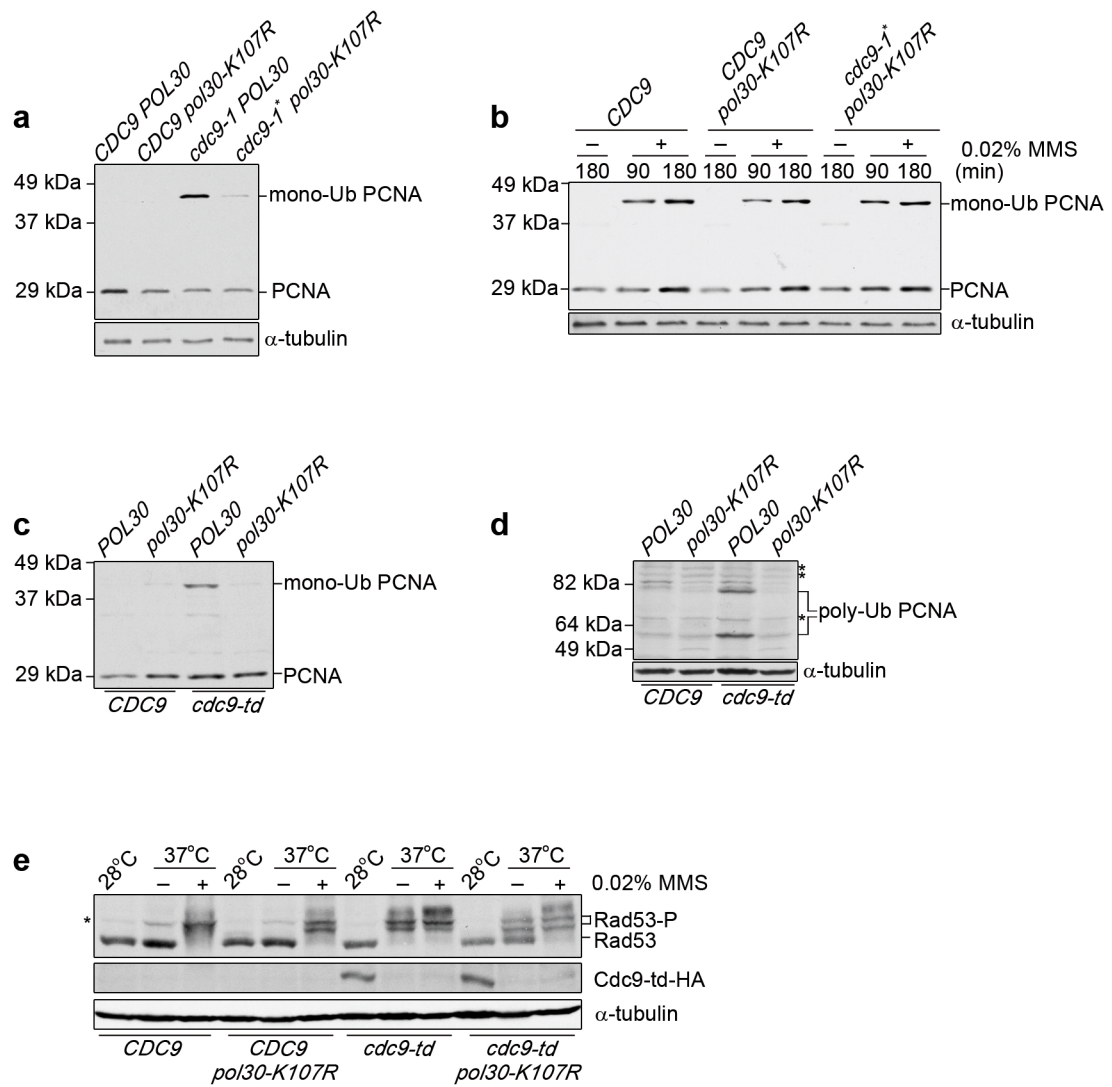 a
CDC9 POL30
CDC9 pol30-K107R
cdc9-1 POL30
cdc9-1* pol30-K107R
49 kDa
37 kDa
29 kDa
mono-Ub PCNA
PCNA
α-tubulin
b
CDC9
CDC9
pol30-K107R
cdc9-1*
pol30-K107R
– + – + – + 0.02% MMS
180 90 180 180 90 180 180 90 180 (min)
49 kDa
37 kDa
29 kDa
mono-Ub PCNA
PCNA
α-tubulin
c
POL30
pol30-K107R
POL30
pol30-K107R
49 kDa
37 kDa
29 kDa
mono-Ub PCNA
PCNA
CDC9 cdc9-td
d
POL30
pol30-K107R
POL30
pol30-K107R
82 kDa
64 kDa
49 kDa
*
*
*
poly-Ub PCNA
α-tubulin
CDC9 cdc9-td
e
28°C 37°C 28°C 37°C 28°C 37°C 28°C 37°C
– + – + – + – + 0.02% MMS
*
Rad53-P
Rad53
Cdc9-td-HA
α-tubulin
CDC9 CDC9 cdc9-td cdc9-td
pol30-K107R pol30-K107R